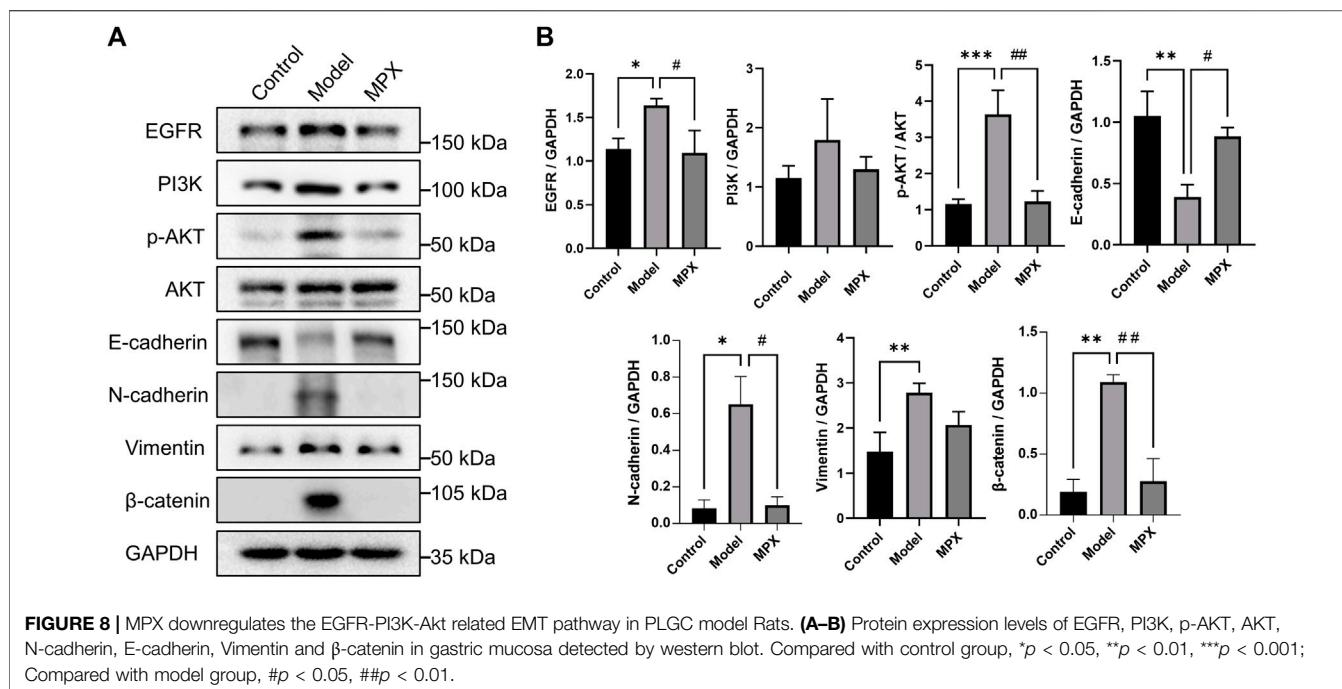 A
Control Model MPX
EGFR
150 kDa
PI3K
100 kDa
p-AKT
50 kDa
AKT
50 kDa
E-cadherin
150 kDa
N-cadherin
150 kDa
Vimentin
50 kDa
β-catenin
105 kDa
GAPDH
35 kDa
B
EGFR / GAPDH
2.0
1.5
1.0
0.5
0.0
* #
Control Model MPX
PI3K / GAPDH
3
2
1
0
Control Model MPX
p-AKT / AKT
5
4
3
2
1
0
*** ##
Control Model MPX
E-cadherin / GAPDH
1.5
1.0
0.5
0.0
** #
Control Model MPX
N-cadherin / GAPDH
1.0
0.8
0.6
0.4
0.2
0.0
* #
Control Model MPX
Vimentin / GAPDH
4
3
2
1
0
**
Control Model MPX
β-catenin / GAPDH
1.5
1.0
0.5
0.0
** ##
Control Model MPX
FIGURE 8 | MPX downregulates the EGFR-PI3K-Akt related EMT pathway in PLGC model Rats. (A–B) Protein expression levels of EGFR, PI3K, p-AKT, AKT,
N-cadherin, E-cadherin, Vimentin and β-catenin in gastric mucosa detected by western blot. Compared with control group, *p < 0.05, **p < 0.01, ***p < 0.001;
Compared with model group, #p < 0.05, ##p < 0.01.